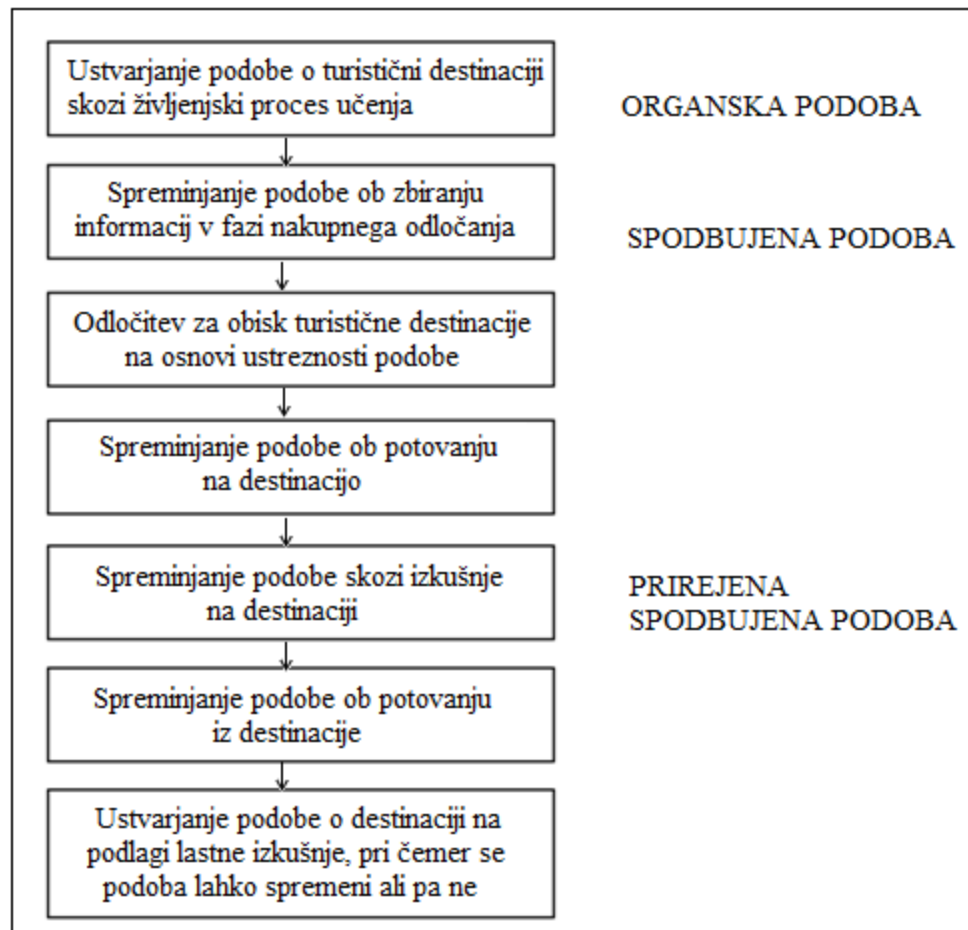 Ustvarjanje podobe o turistični destinaciji
skozi življenjski proces učenja
ORGANSKA PODOBA
Spreminjanje podobe ob zbiranju
informacij v fazi nakupnega odločanja
SPODBUJENA PODOBA
Odločitev za obisk turistične destinacije
na osnovi ustreznosti podobe
Spreminjanje podobe ob potovanju
na destinacijo
Spreminjanje podobe skozi izkušnje
na destinaciji
PRIREJENA
SPODBUJENA PODOBA
Spreminjanje podobe ob potovanju
iz destinacije
Ustvarjanje podobe o destinaciji na
podlagi lastne izkušnje, pri čemer se
podoba lahko spremeni ali pa ne